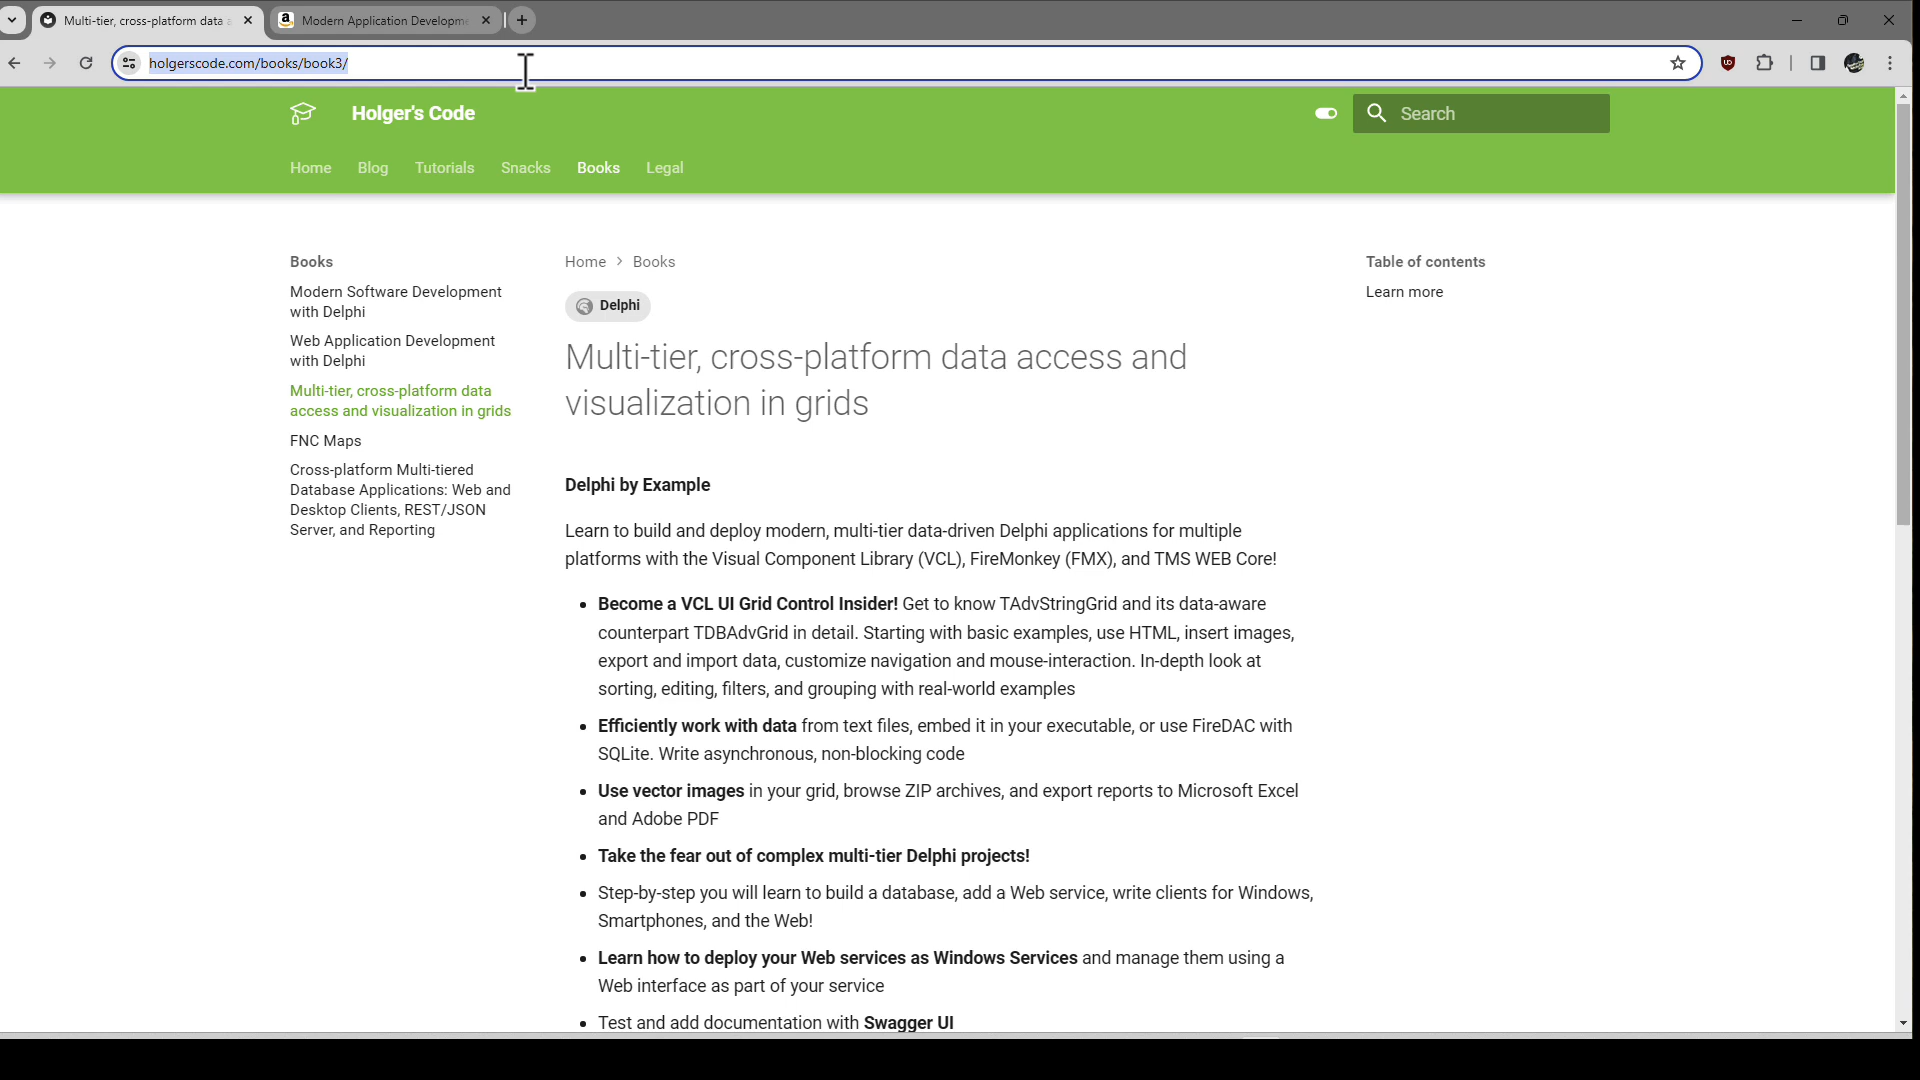 Multi-tier, cross-platform data a
Modern Application Developme
holgerscode.com/books/book3/
Holger's Code
Search
Home
Blog
Tutorials
Snacks
Books
Legal
Books
Modern Software Development
with Delphi
Web Application Development
with Delphi
Multi-tier, cross-platform data
access and visualization in grids
FNC Maps
Cross-platform Multi-tiered
Database Applications: Web and
Desktop Clients, REST/JSON
Server, and Reporting
Home > Books
Delphi
Multi-tier, cross-platform data access and
visualization in grids
Delphi by Example
Learn to build and deploy modern, multi-tier data-driven Delphi applications for multiple
platforms with the Visual Component Library (VCL), FireMonkey (FMX), and TMS WEB Core!
• Become a VCL UI Grid Control Insider! Get to know TAdvStringGrid and its data-aware
counterpart TDBAdvGrid in detail. Starting with basic examples, use HTML, insert images,
export and import data, customize navigation and mouse-interaction. In-depth look at
sorting, editing, filters, and grouping with real-world examples
• Efficiently work with data from text files, embed it in your executable, or use FireDAC with
SQLite. Write asynchronous, non-blocking code
• Use vector images in your grid, browse ZIP archives, and export reports to Microsoft Excel
and Adobe PDF
• Take the fear out of complex multi-tier Delphi projects!
• Step-by-step you will learn to build a database, add a Web service, write clients for Windows,
Smartphones, and the Web!
• Learn how to deploy your Web services as Windows Services and manage them using a
Web interface as part of your service
• Test and add documentation with Swagger UI
Table of contents
Learn more